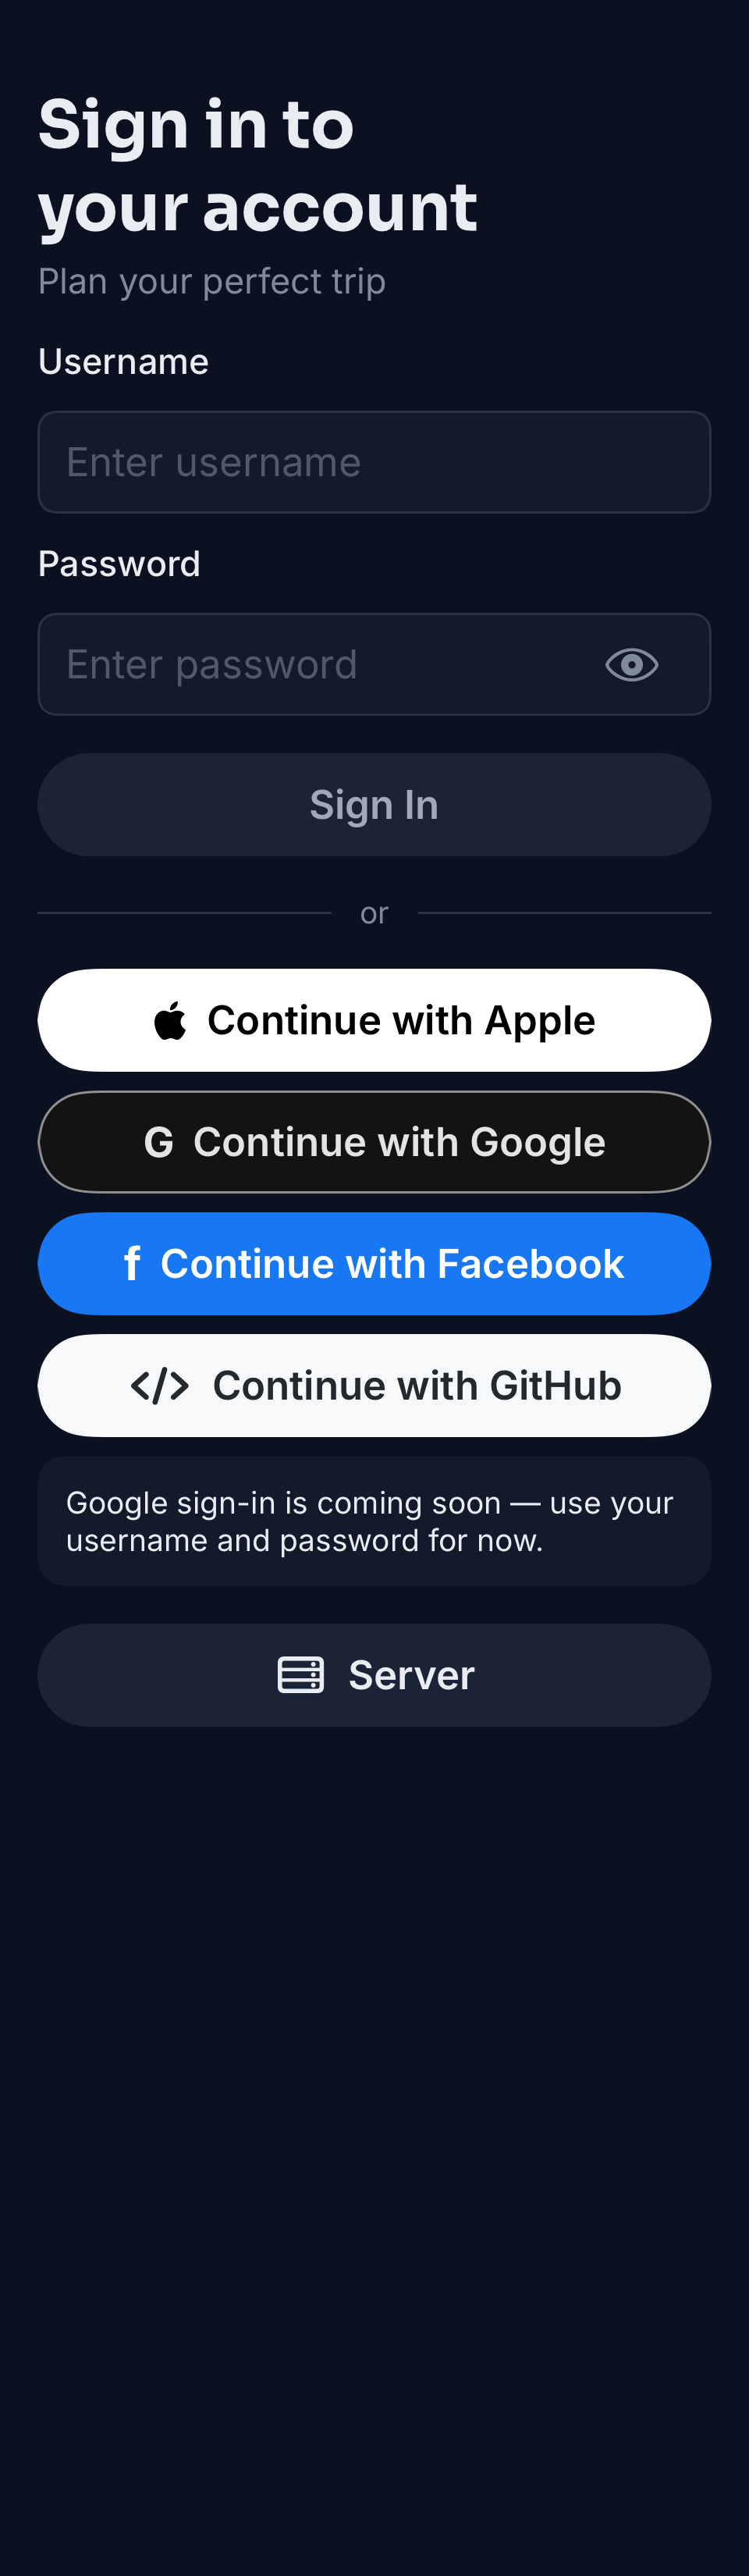 Sign in to
your account
Plan your perfect trip
Username
Enter username
Password
Enter password
Sign In
or
Continue with Apple
G Continue with Google
f Continue with Facebook
</> Continue with GitHub
Google sign-in is coming soon — use your
username and password for now.
Server